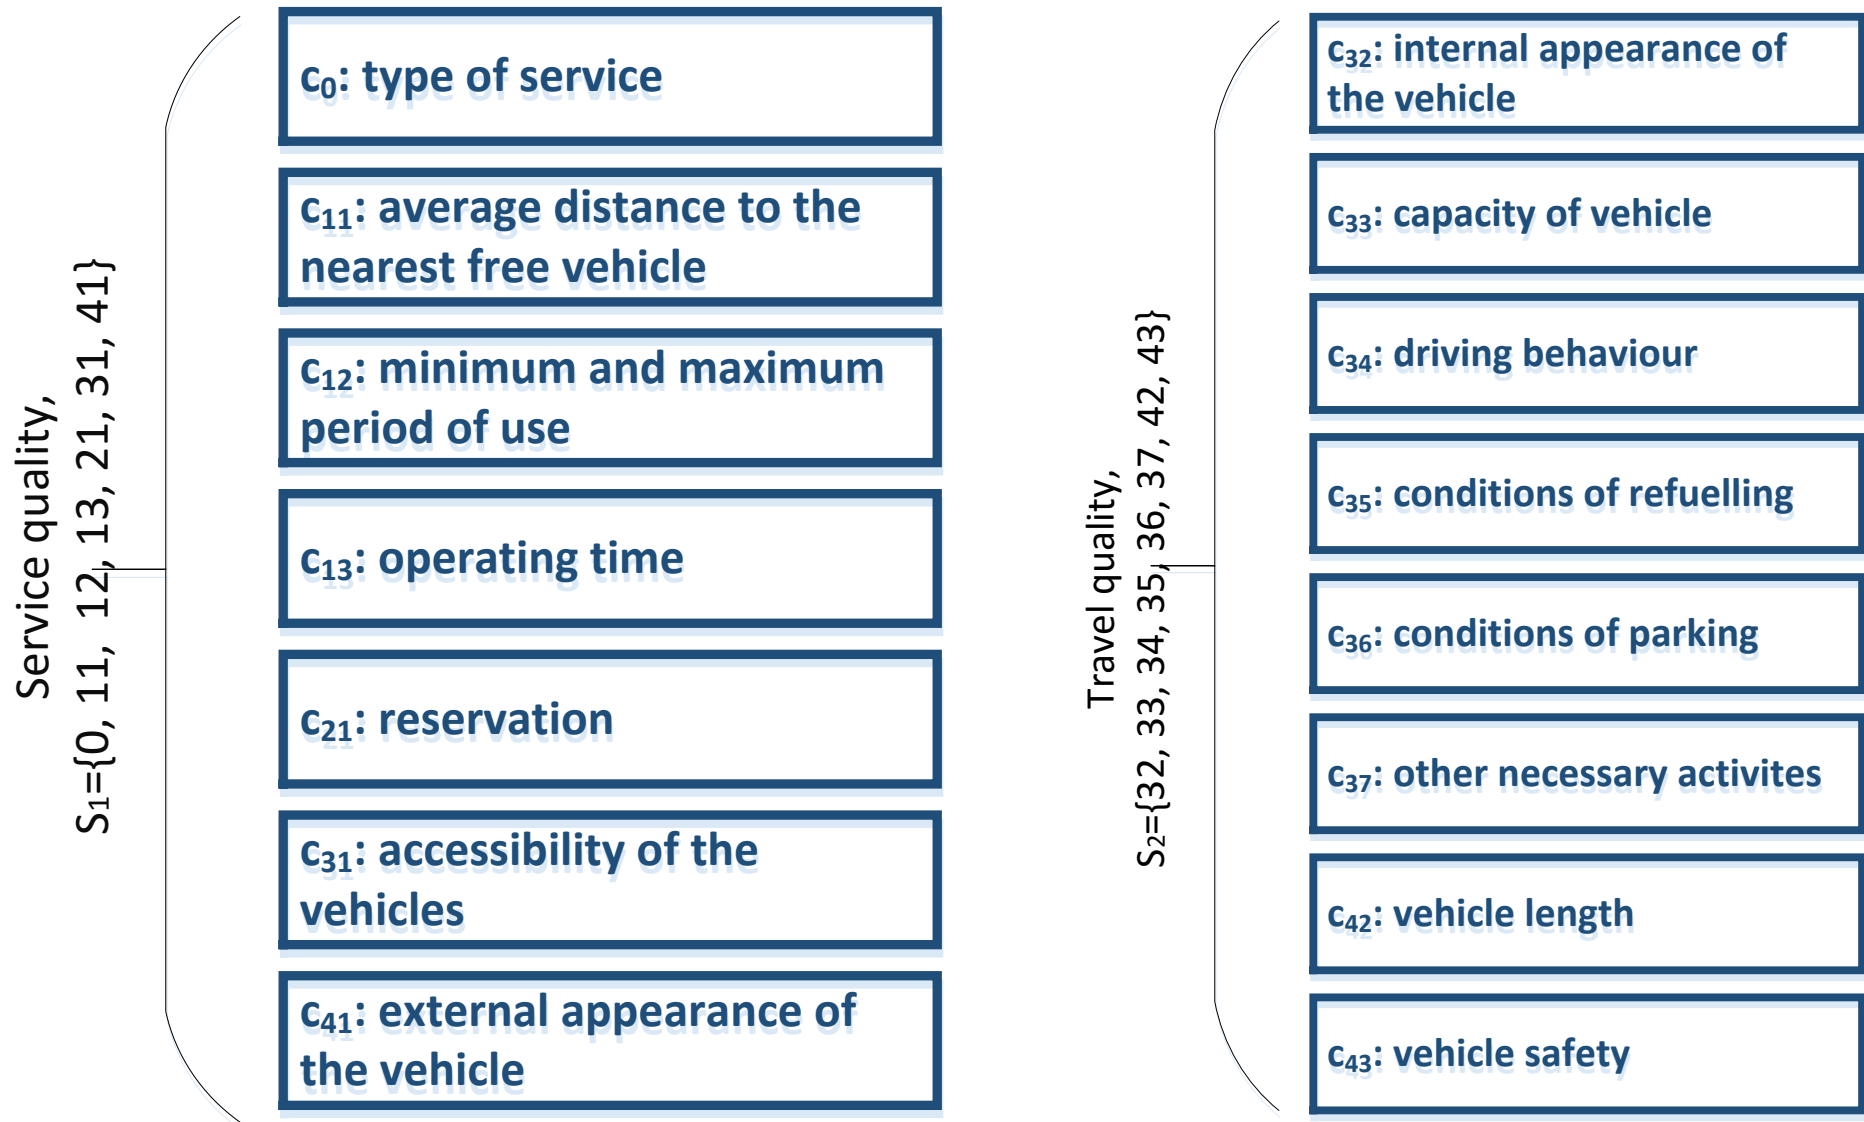 Service quality,
S₁={0, 11, 12, 13, 21, 31, 41}
c₀: type of service
c₁₁: average distance to the
nearest free vehicle
c₁₂: minimum and maximum
period of use
c₁₃: operating time
c₂₁: reservation
c₃₁: accessibility of the
vehicles
c₄₁: external appearance of
the vehicle
Travel quality,
S₂={32, 33, 34, 35, 36, 37, 42, 43}
c₃₂: internal appearance of
the vehicle
c₃₃: capacity of vehicle
c₃₄: driving behaviour
c₃₅: conditions of refuelling
c₃₆: conditions of parking
c₃₇: other necessary activites
c₄₂: vehicle length
c₄₃: vehicle safety